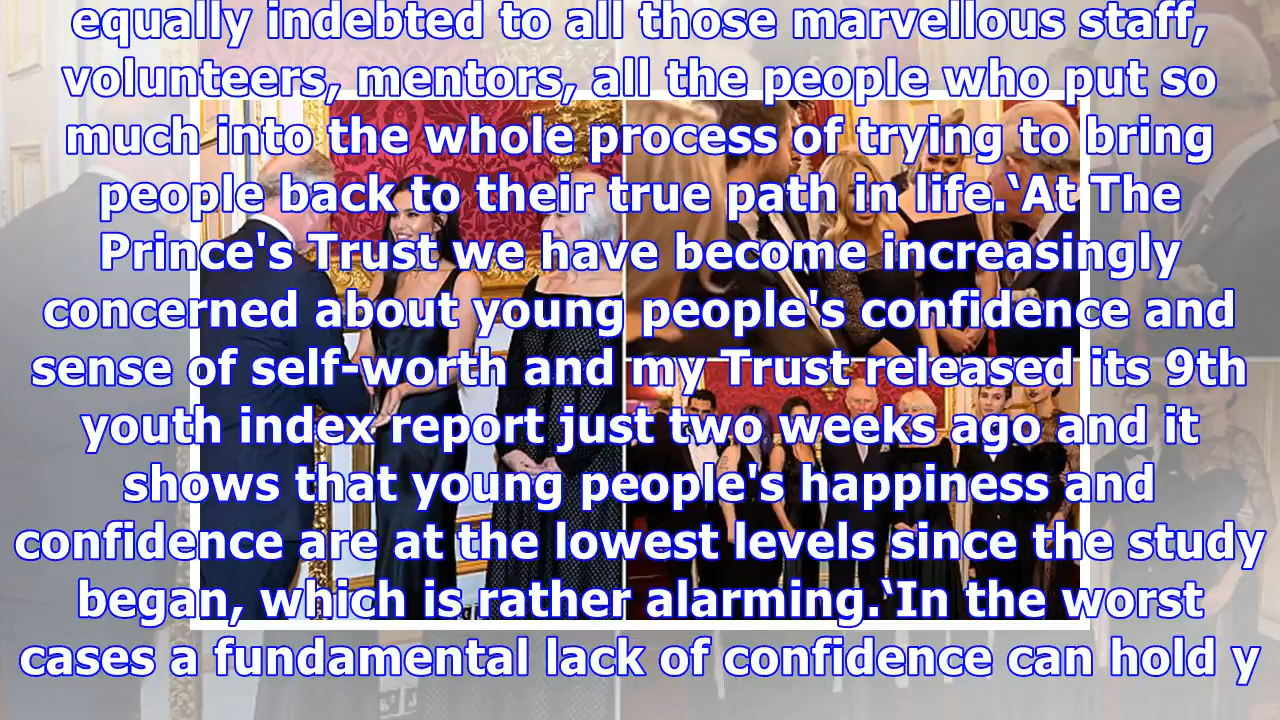 equally indebted to all those marvellous staff,
volunteers, mentors, all the people who put so
much into the whole process of trying to bring
people back to their true path in life.‘At The
Prince's Trust we have become increasingly
concerned about young people's confidence and
sense of self-worth and my Trust released its 9th
youth index report just two weeks ago and it
shows that young people's happiness and
confidence are at the lowest levels since the study
began, which is rather alarming.‘In the worst
cases a fundamental lack of confidence can hold y